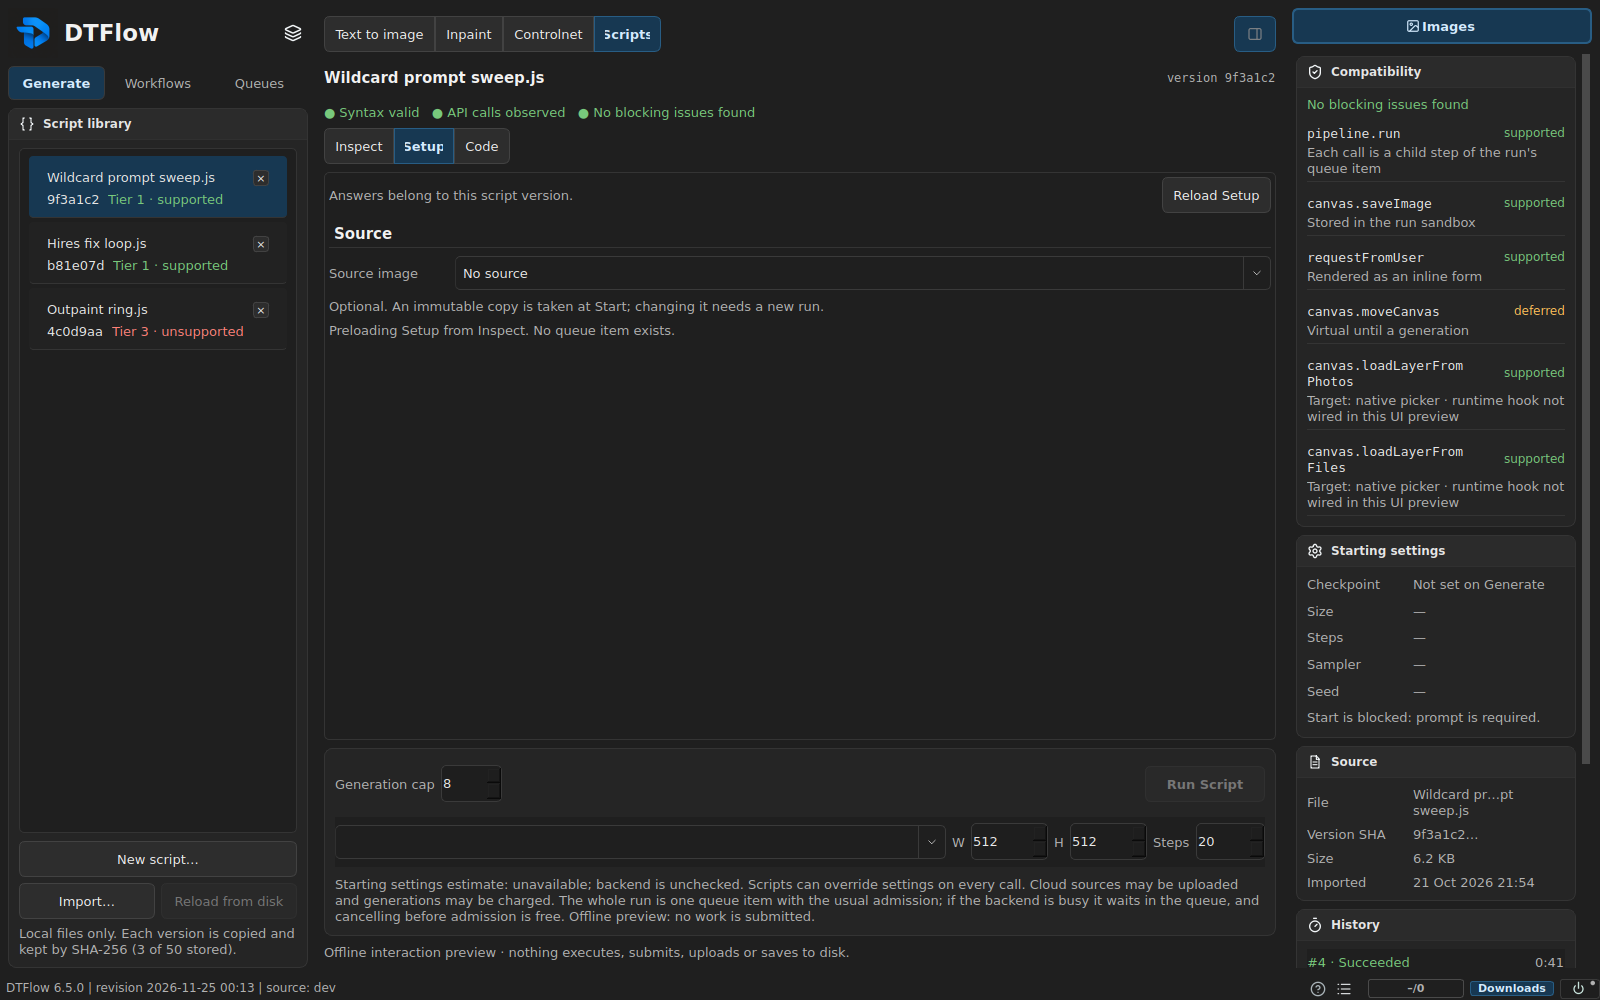 DTFlow
Generate
Workflows
Queues
Script library
Wildcard prompt sweep.js
9f3a1c2 Tier 1 · supported
Hires fix loop.js
b81e07d Tier 1 · supported
Outpaint ring.js
4c0d9aa Tier 3 · unsupported
New script...
Import...
Reload from disk
Local files only. Each version is copied and
kept by SHA-256 (3 of 50 stored).
Text to image
Inpaint
Controlnet
Scripts
Wildcard prompt sweep.js
version 9f3a1c2
Syntax valid
API calls observed
No blocking issues found
Inspect
Setup
Code
Answers belong to this script version.
Reload Setup
Source
Source image
No source
Optional. An immutable copy is taken at Start; changing it needs a new run.
Preloading Setup from Inspect. No queue item exists.
Generation cap
8
Run Script
W
512
H
512
Steps
20
Starting settings estimate: unavailable; backend is unchecked. Scripts can override settings on every call. Cloud sources may be uploaded
and generations may be charged. The whole run is one queue item with the usual admission; if the backend is busy it waits in the queue, and
cancelling before admission is free. Offline preview: no work is submitted.
Offline interaction preview · nothing executes, submits, uploads or saves to disk.
Images
Compatibility
No blocking issues found
pipeline.run
supported
Each call is a child step of the run's
queue item
canvas.saveImage
supported
Stored in the run sandbox
requestFromUser
supported
Rendered as an inline form
canvas.moveCanvas
deferred
Virtual until a generation
canvas.loadLayerFrom
Photos
supported
Target: native picker · runtime hook not
wired in this UI preview
canvas.loadLayerFrom
Files
supported
Target: native picker · runtime hook not
wired in this UI preview
Starting settings
Checkpoint
Not set on Generate
Size
—
Steps
—
Sampler
—
Seed
—
Start is blocked: prompt is required.
Source
File
Wildcard pr...pt
sweep.js
Version SHA
9f3a1c2...
Size
6.2 KB
Imported
21 Oct 2026 21:54
History
#4 · Succeeded
0:41
DTFlow 6.5.0 | revision 2026-11-25 00:13 | source: dev
–/0
Downloads